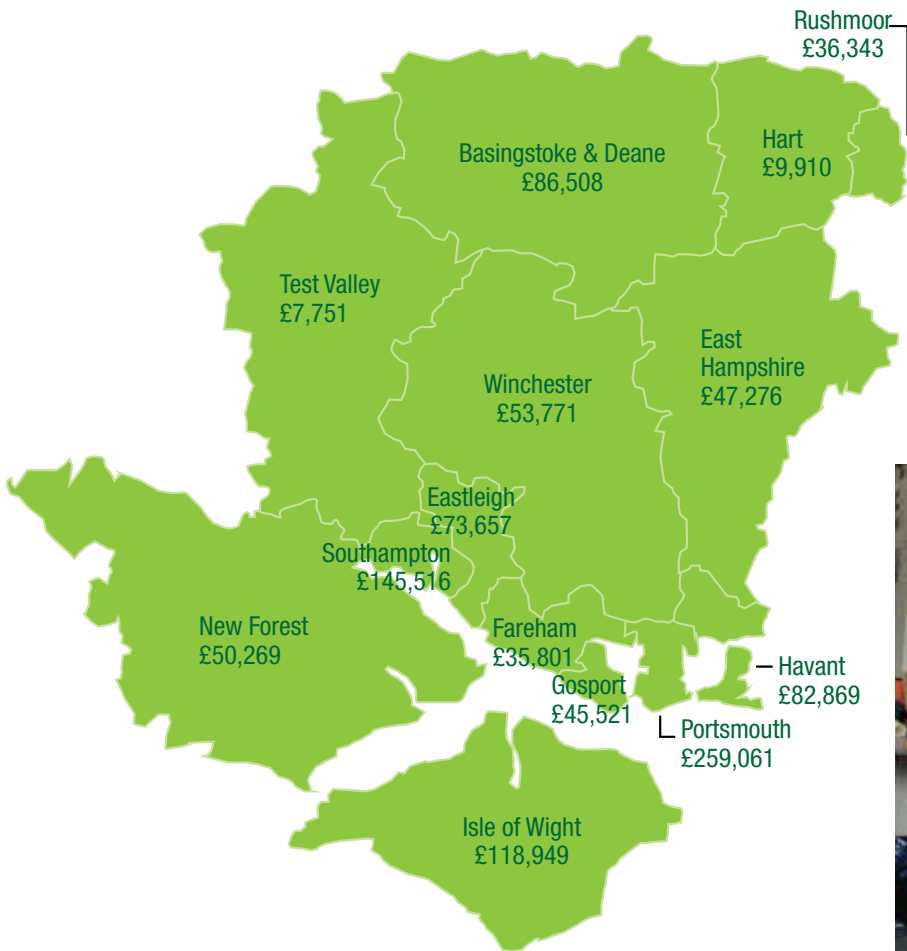 Rushmoor
£36,343
Hart
£9,910
Basingstoke & Deane
£86,508
Test Valley
£7,751
East
Hampshire
£47,276
Winchester
£53,771
Eastleigh
£73,657
Southampton
£145,516
New Forest
£50,269
Fareham
£35,801
Havant
£82,869
Gosport
£45,521
Portsmouth
£259,061
Isle of Wight
£118,949